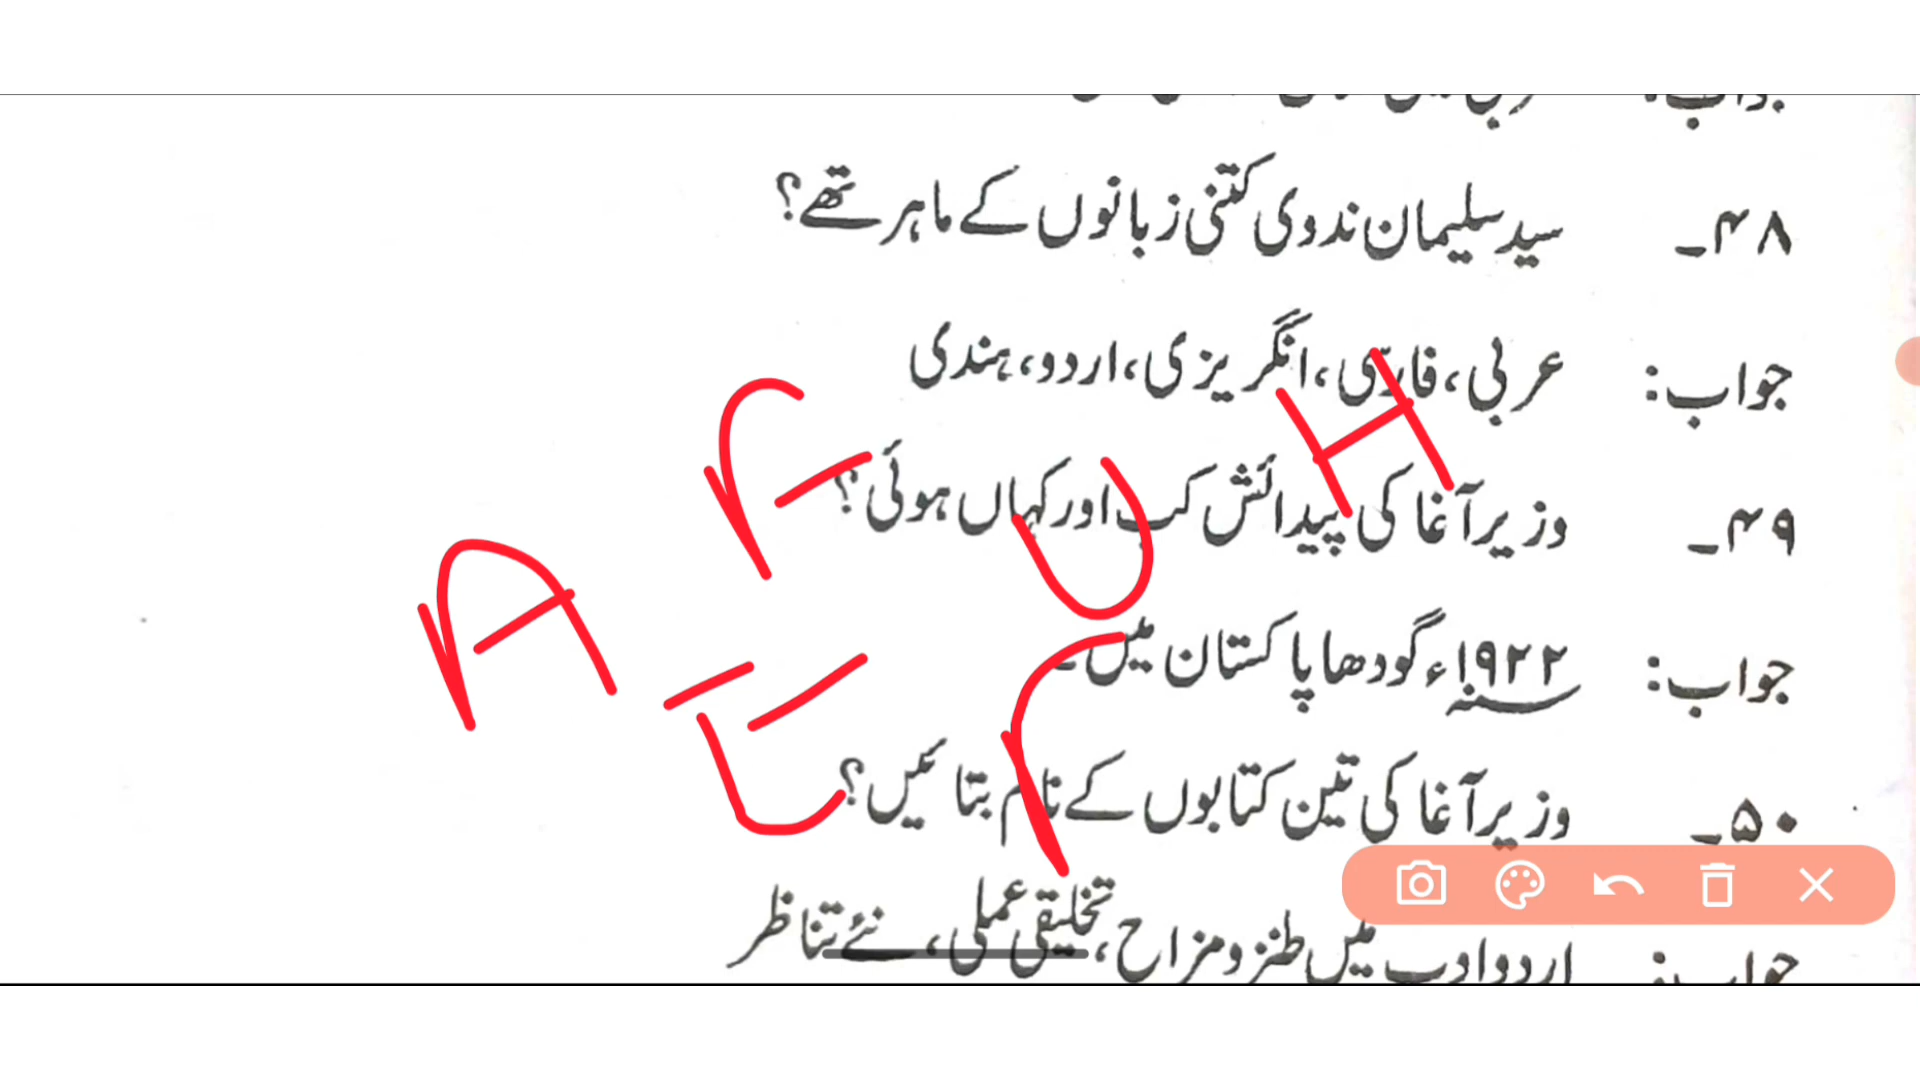 ۴۸۔ سید سلیمان ندوی کتنی زبانوں کے ماہر تھے؟
جواب: عربی، فارسی، انگریزی، اردو، ہندی
۴۹۔ وزیر آغا کی پیدائش کب اور کہاں ہوئی؟
جواب: ۱۹۲۲ء گودھا پاکستان میں۔
۵۰۔ وزیر آغا کی تین کتابوں کے نام بتائیں؟
جواب: اردو ادب میں طنز و مزاح، تخلیقی عملی، نئے تناظر